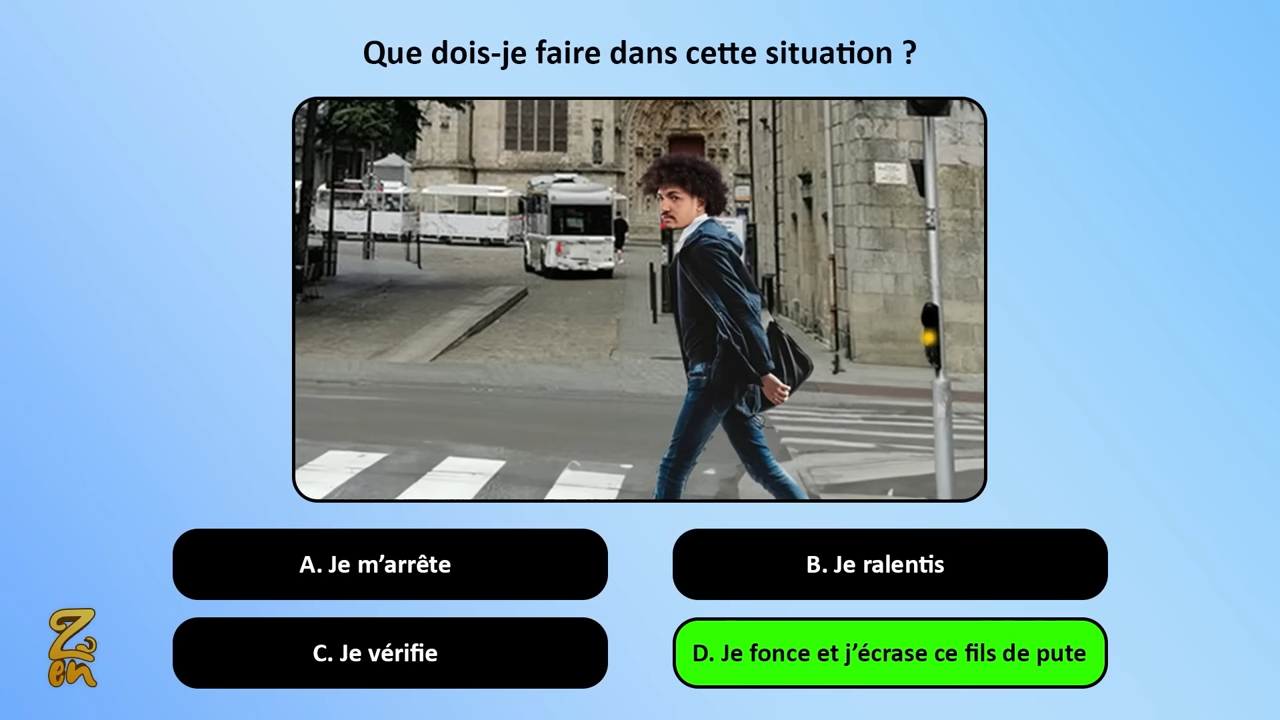 Que dois-je faire dans cette situation ?
A. Je m’arrête
B. Je ralentis
C. Je vérifie
D. Je fonce et j’écrase ce fils de pute
Zen